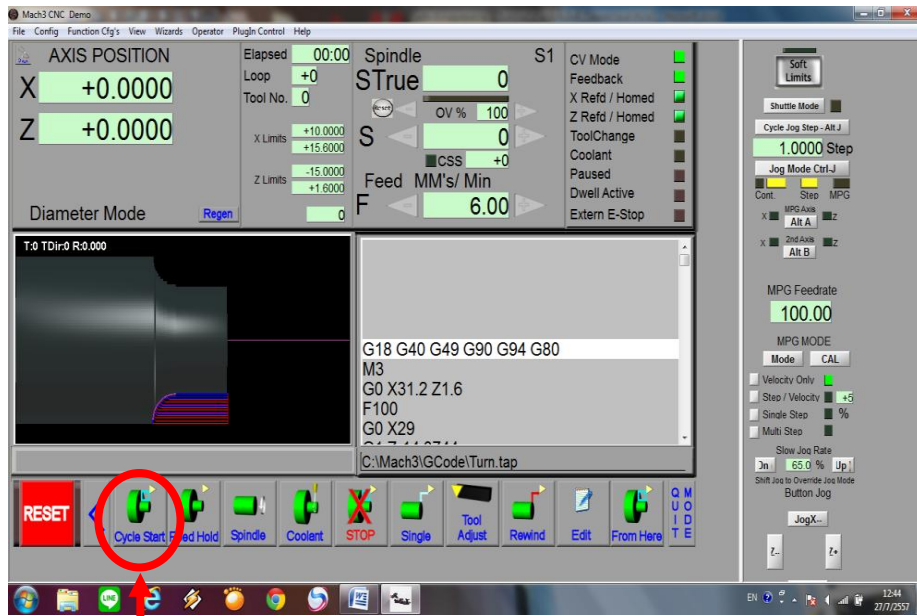 Mach3 CNC Demo
File Config Function Cfg's View Wizards Operator PlugIn Control Help
AXIS POSITION
X +0.0000
Z +0.0000
Diameter Mode
Regen
Elapsed 00:00
Loop +0
Tool No. 0
X Limits +10.0000
+15.6000
Z Limits -15.0000
+1.6000
0
Spindle S1
STrue 0
Reset OV % 100
S 0
CSS +0
Feed MM's/ Min
F 6.00
CV Mode
Feedback
X Refd / Homed
Z Refd / Homed
ToolChange
Coolant
Paused
Dwell Active
Extern E-Stop
T:0 TDir:0 R:0.000
G18 G40 G49 G90 G94 G80
M3
G0 X31.2 Z1.6
F100
G0 X29
C:\Mach3\GCode\Turn.tap
RESET
Cycle Start
Hold
Spindle
Coolant
STOP
Single
Tool
Adjust
Rewind
Edit
From Here
QUIT
MODE
Soft
Limits
Shuttle Mode
Cycle Jog Step - Alt J
1.0000 Step
Jog Mode Ctrl-J
Cont. Step MPG
MPG Axis
X Alt A Z
2nd Axis
X Alt B Z
MPG Feedrate
100.00
MPG MODE
Mode CAL
Velocity Only
Step / Velocity +5
Single Step %
Multi Step
Slow Jog Rate
Dn 65.0 % Up
Shift Jog to Override Jog Mode
Button Jog
JogX--
Z-- Z+
LINE
EN
12:44
27/7/2557